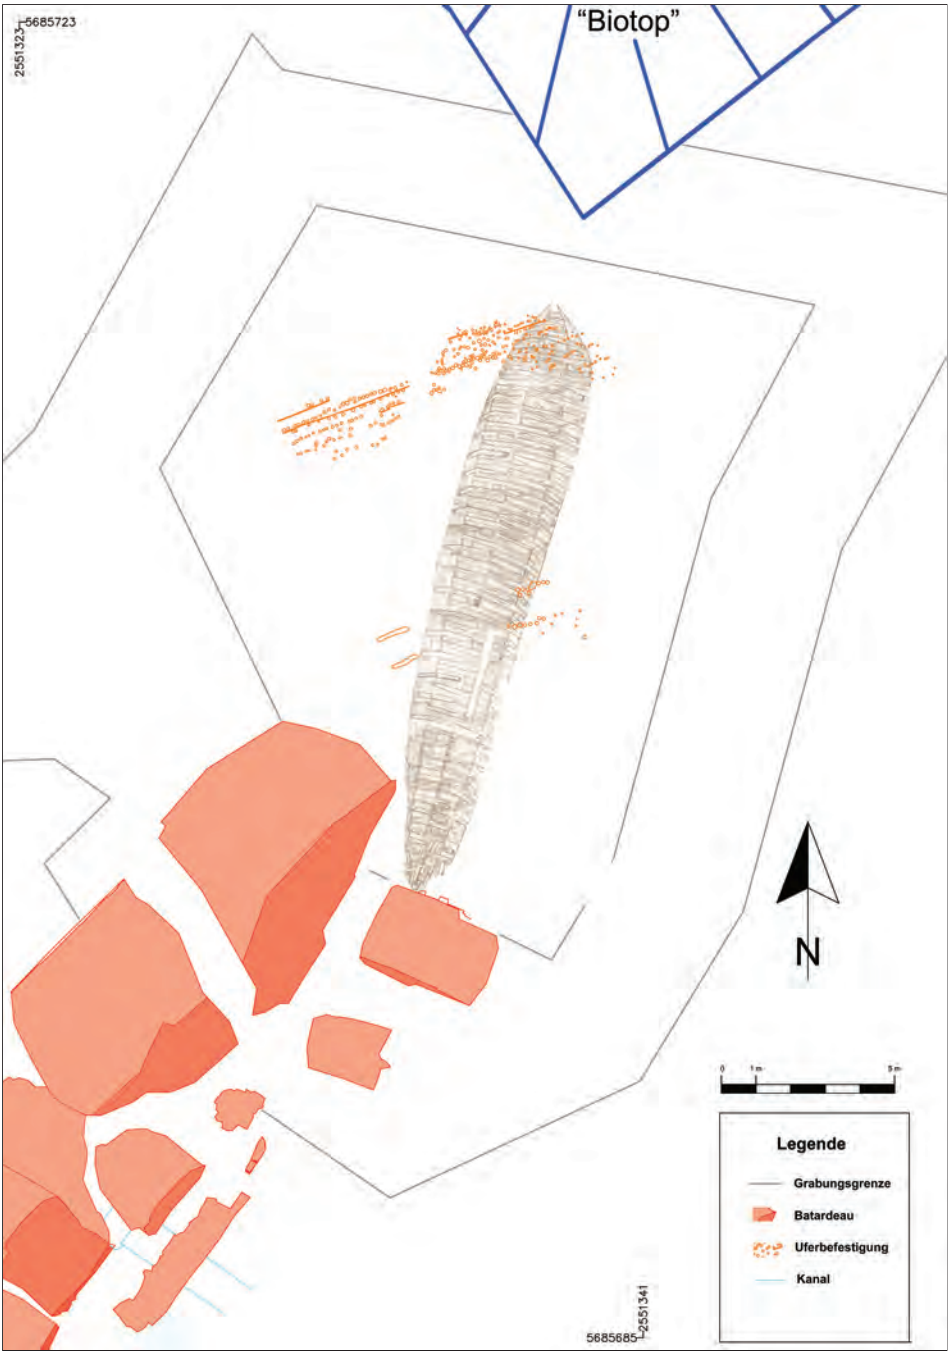 5685723
2551323
“Biotop”
N
0 1 m 5 m
Legende
Grabungsgrenze
Batardeau
Uferbefestigung
Kanal
2551341
5685685